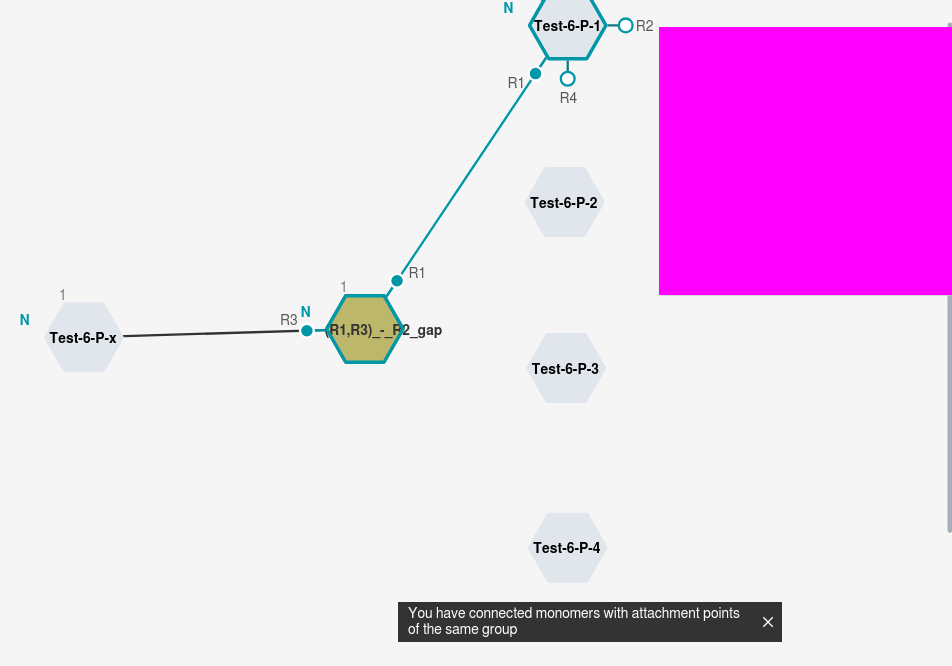 N
Test-6-P-1
R2
R1
R4
Test-6-P-2
R1
1
1
N
R3
N
(R1,R3)_-_R2_gap
Test-6-P-x
Test-6-P-3
Test-6-P-4
You have connected monomers with attachment points
of the same group